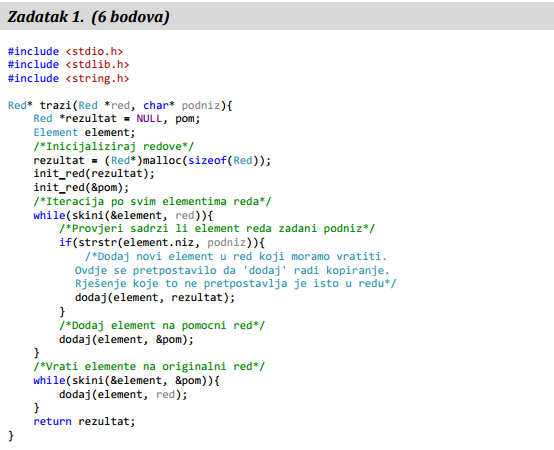 Zadatak 1. (6 bodova)
#include <stdio.h>
#include <stdlib.h>
#include <string.h>
Red* trazi(Red *red, char* podniz){
Red *rezultat = NULL, pom;
Element element;
/*Inicijaliziraj redove*/
rezultat = (Red*)malloc(sizeof(Red));
init_red(rezultat);
init_red(&pom);
/*Iteracija po svim elementima reda*/
while(skini(&element, red)){
/*Provjeri sadrzi li element reda zadani podniz*/
if(strstr(element.niz, podniz)){
/*Dodaj novi element u red koji moramo vratiti.
Ovdje se pretpostavilo da 'dodaj' radi kopiranje.
Rješenje koje to ne pretpostavlja je isto u redu*/
dodaj(element, rezultat);
}
/*Dodaj element na pomocni red*/
dodaj(element, &pom);
}
/*Vrati elemente na originalni red*/
while(skini(&element, &pom)){
dodaj(element, red);
}
return rezultat;
}